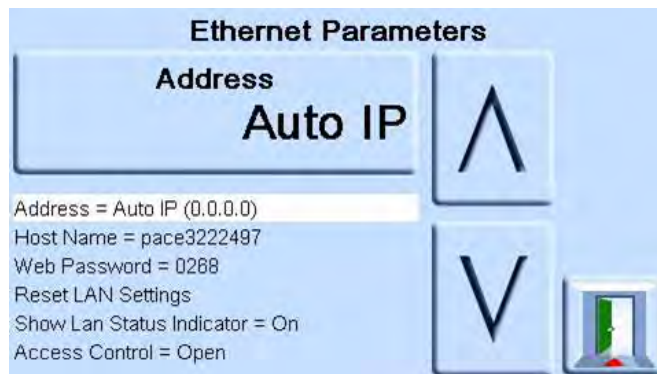 Ethernet Parameters
Address
Auto IP
Address = Auto IP (0.0.0.0)
Host Name = pace3222497
Web Password = 0268
Reset LAN Settings
Show Lan Status Indicator = On
Access Control = Open